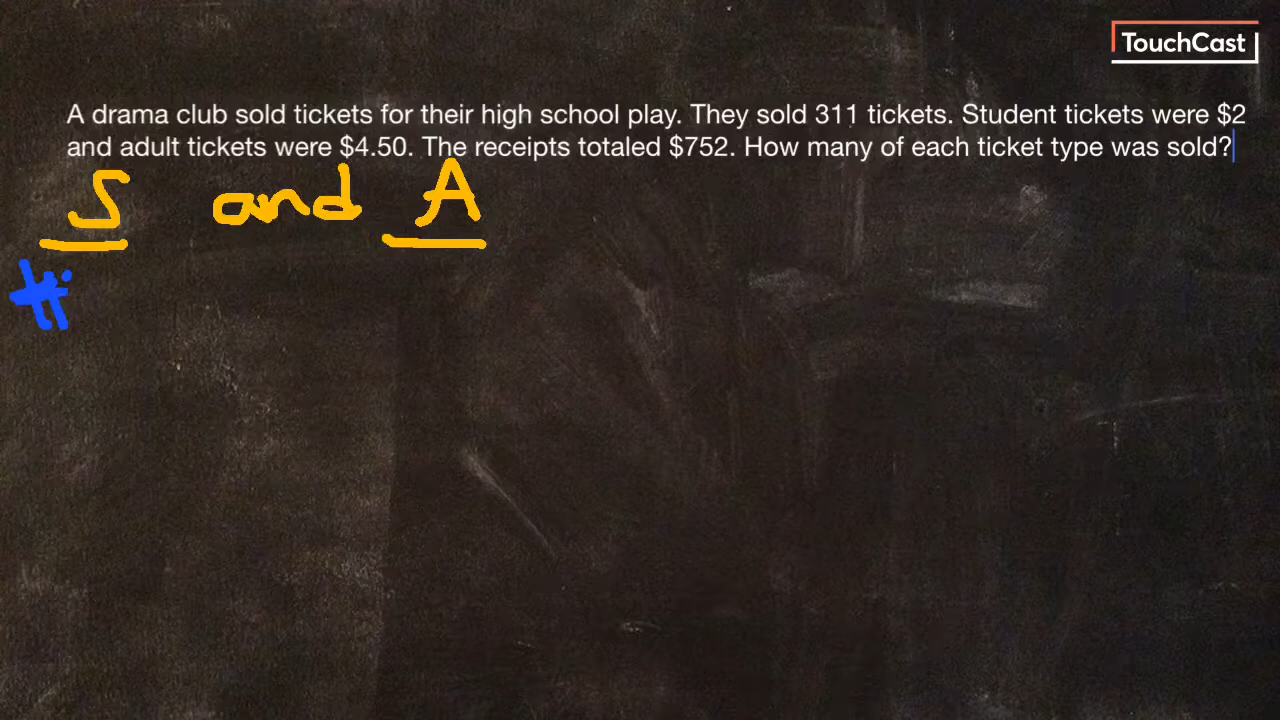 TouchCast
A drama club sold tickets for their high school play. They sold 311 tickets. Student tickets were $2
and adult tickets were $4.50. The receipts totaled $752. How many of each ticket type was sold?
S and A
#